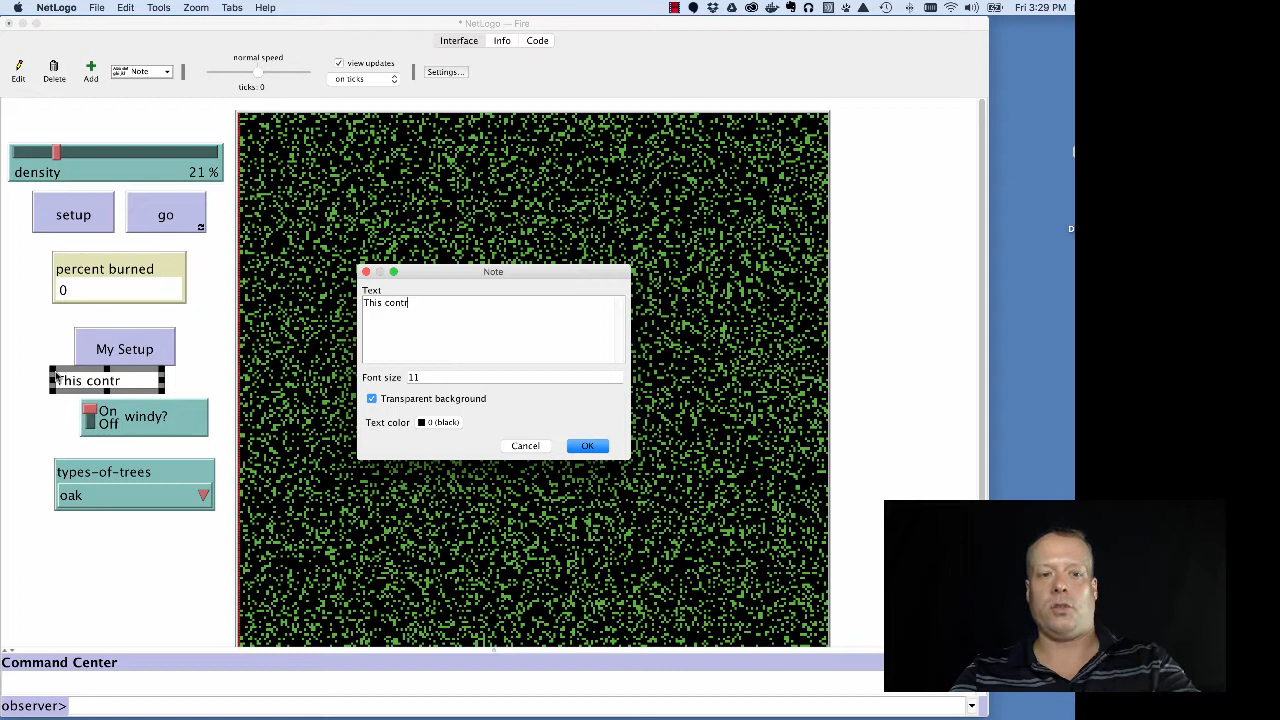 NetLogo File Edit Tools Zoom Tabs Help Fri 3:29 PM
* NetLogo — Fire
Interface Info Code
normal speed
view updates
Edit Delete Add Note
on ticks
Settings...
ticks: 0
density 21 %
setup go
percent burned
0
My Setup
This contr
On
Off
windy?
types-of-trees
oak
Note
Text
This contr
Font size 11
Transparent background
Text color 0 (black)
Cancel OK
Command Center
observer>